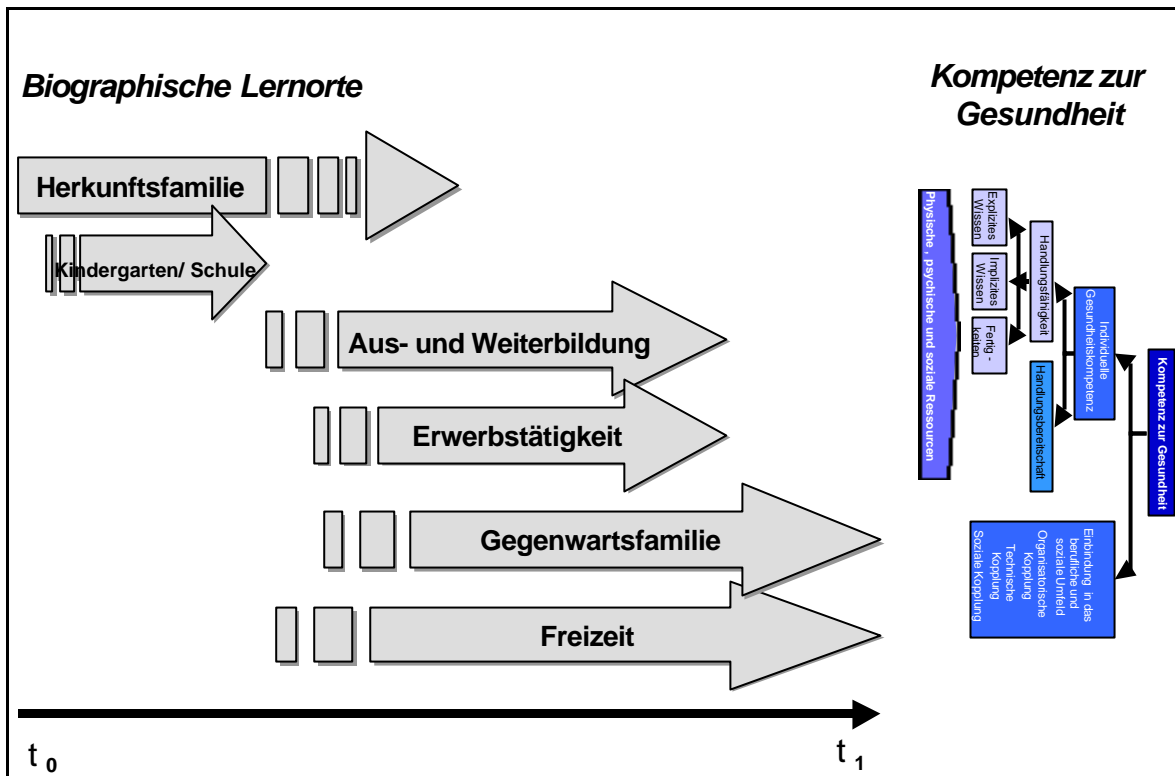 Biographische Lernorte
Kompetenz zur
Gesundheit
Herkunftsfamilie
Kindergarten/ Schule
Aus- und Weiterbildung
Erwerbstätigkeit
Gegenwartsfamilie
Freizeit
t 0
t 1
Kompetenz zur Gesundheit
Individuelle
Gesundheitskompetenz
Einbindung in das
berufliche und
soziale Umfeld
Organisatorische
Kopplung
Technische
Kopplung
Soziale Kopplung
Handlungsfähigkeit
Handlungsbereitschaft
Explizites
Wissen
Implizites
Wissen
Fertig -
keiten
Physische , psychische und soziale Ressourcen